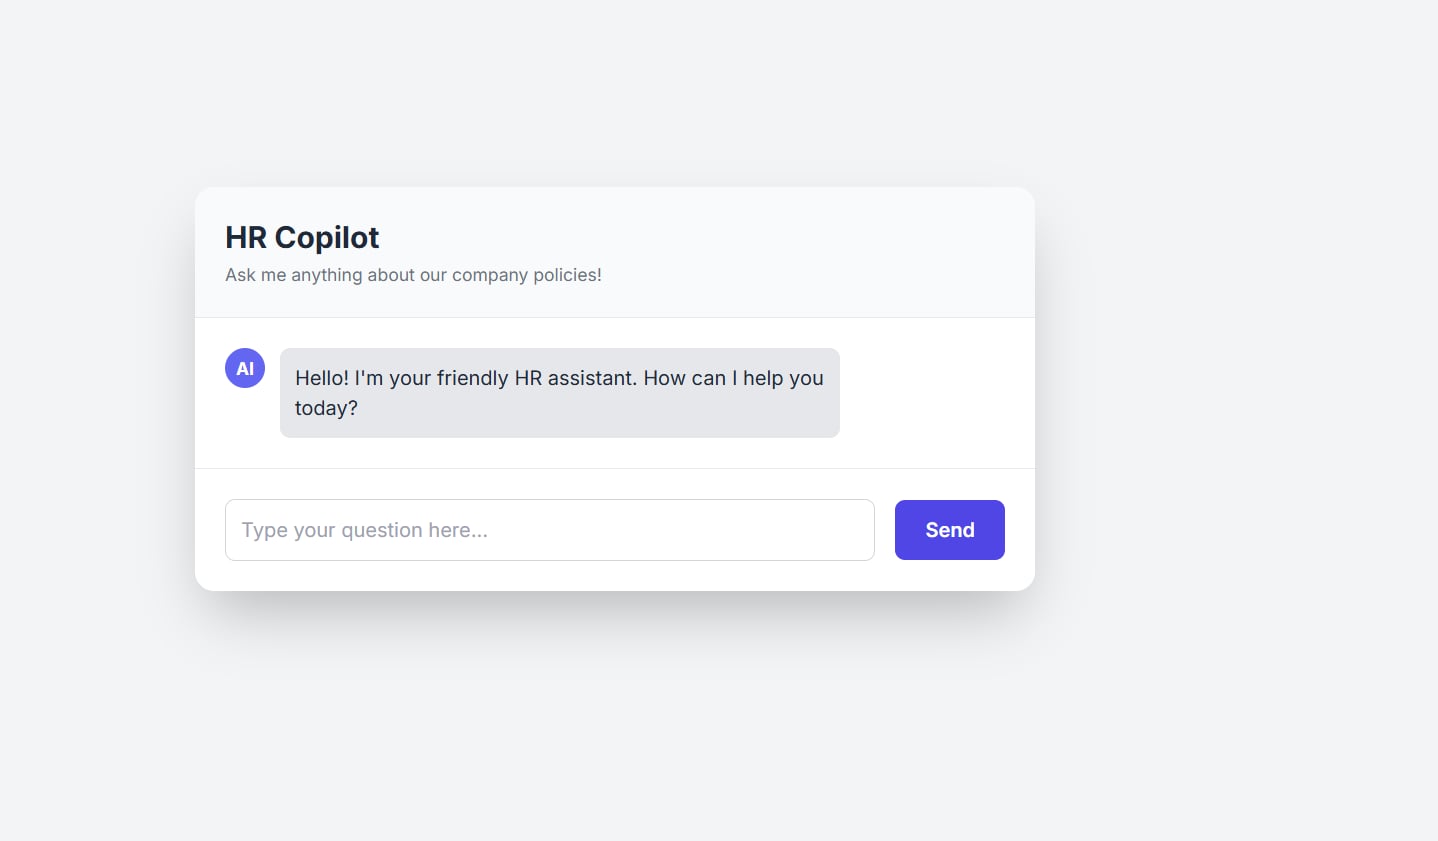 HR Copilot
Ask me anything about our company policies!
AI
Hello! I'm your friendly HR assistant. How can I help you
today?
Type your question here...
Send